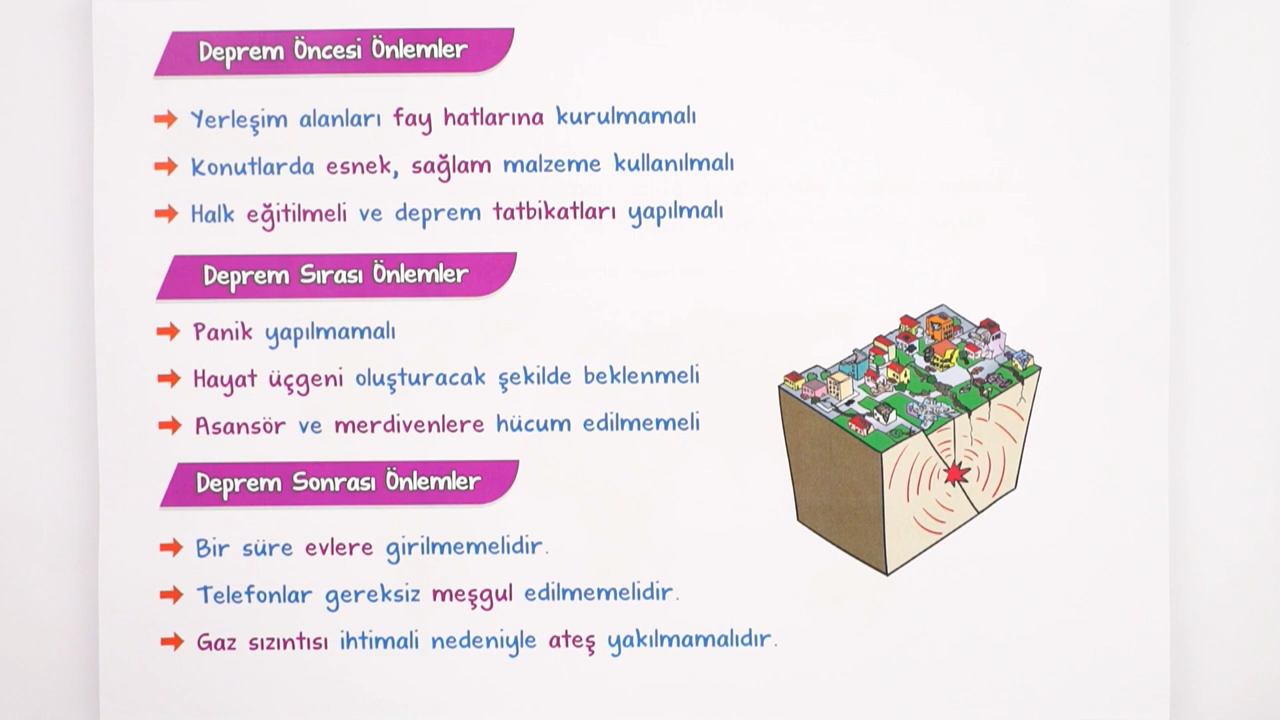 Deprem Öncesi Önlemler
Yerleşim alanları fay hatlarına kurulmamalı
Konutlarda esnek, sağlam malzeme kullanılmalı
Halk eğitilmeli ve deprem tatbikatları yapılmalı
Deprem Sırası Önlemler
Panik yapılmamalı
Hayat üçgeni oluşturacak şekilde beklenmeli
Asansör ve merdivenlere hücum edilmemeli
Deprem Sonrası Önlemler
Bir süre evlere girilmemelidir.
Telefonlar gereksiz meşgul edilmemelidir.
Gaz sızıntısı ihtimali nedeniyle ateş yakılmamalıdır.